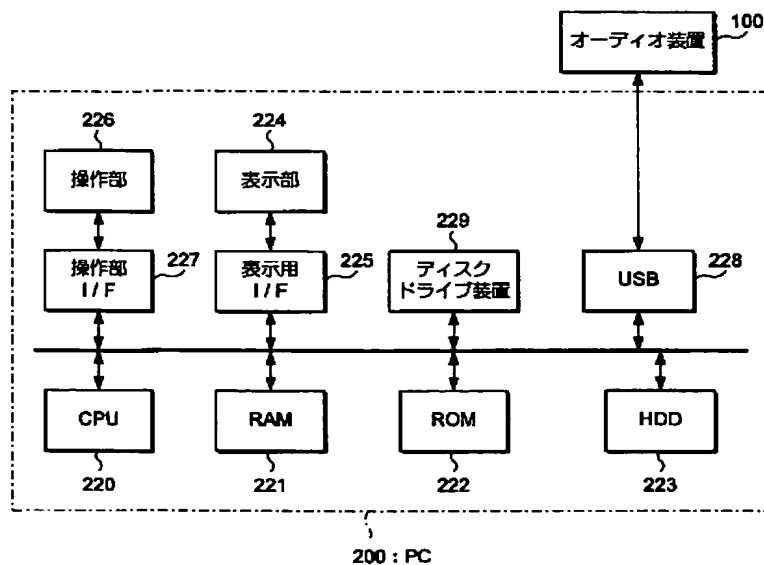 オーディオ装置
100
226
224
操作部
表示部
229
操作部
I / F
227
表示用
I / F
225
ディスク
ドライブ装置
USB
228
CPU
RAM
ROM
HDD
220
221
222
223
200 : PC